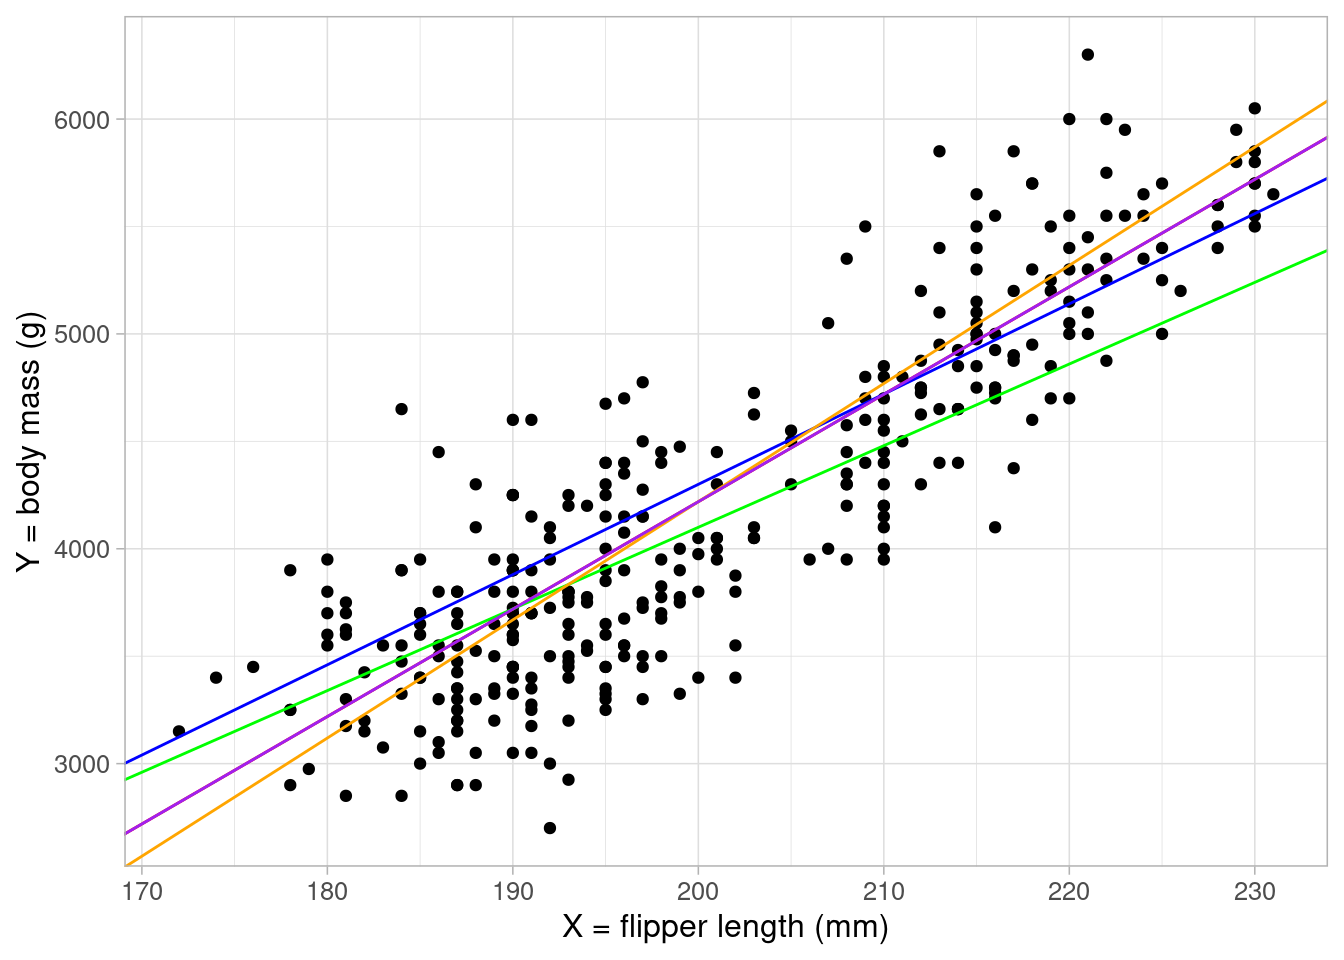 6000
5000
4000
3000
Y = body mass (g)
170 180 190 200 210 220 230
X = flipper length (mm)